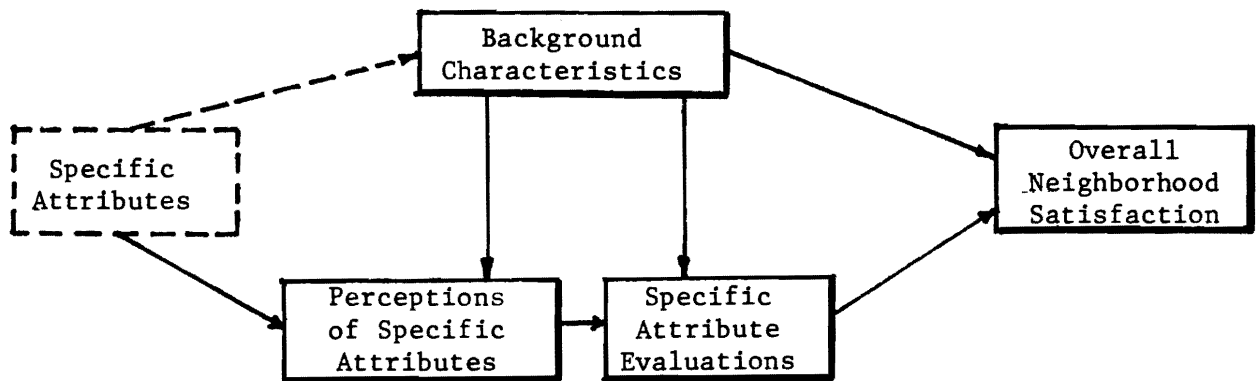 Background
Characteristics
Specific
Attributes
Overall
Neighborhood
Satisfaction
Perceptions
of Specific
Attributes
Specific
Attribute
Evaluations